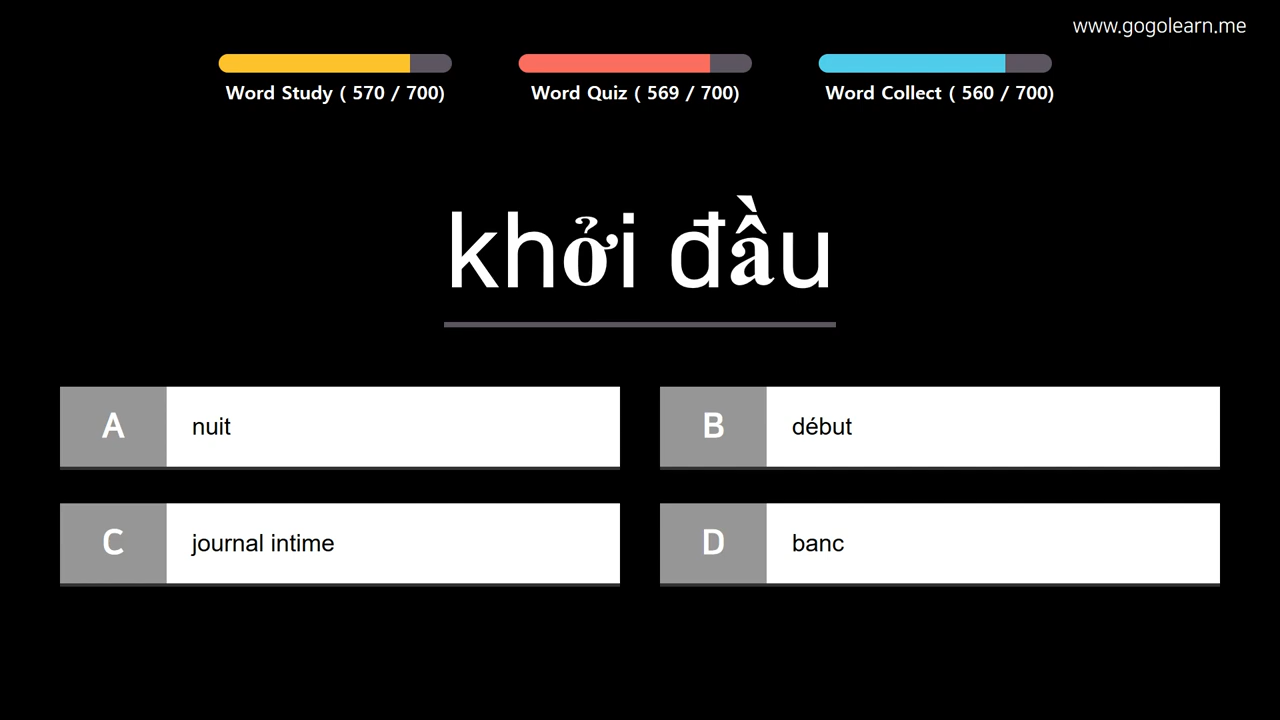 www.gogolearn.me
Word Study ( 570 / 700)
Word Quiz ( 569 / 700)
Word Collect ( 560 / 700)
khởi đầu
A nuit
B début
C journal intime
D banc